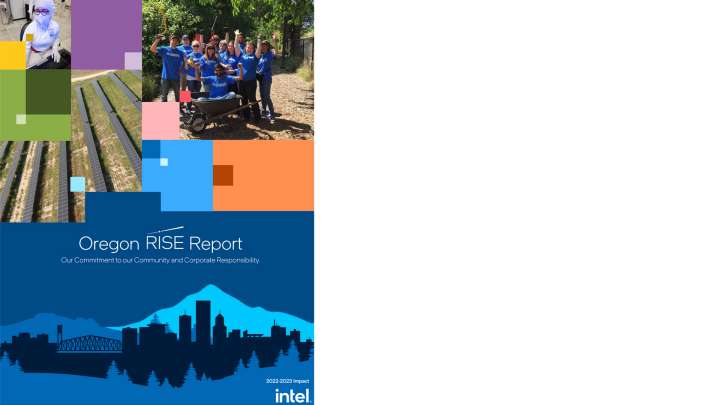 Oregon RISE Report
Our Commitment to our Community and Corporate Responsibility.
2022-2023 Impact
intel.